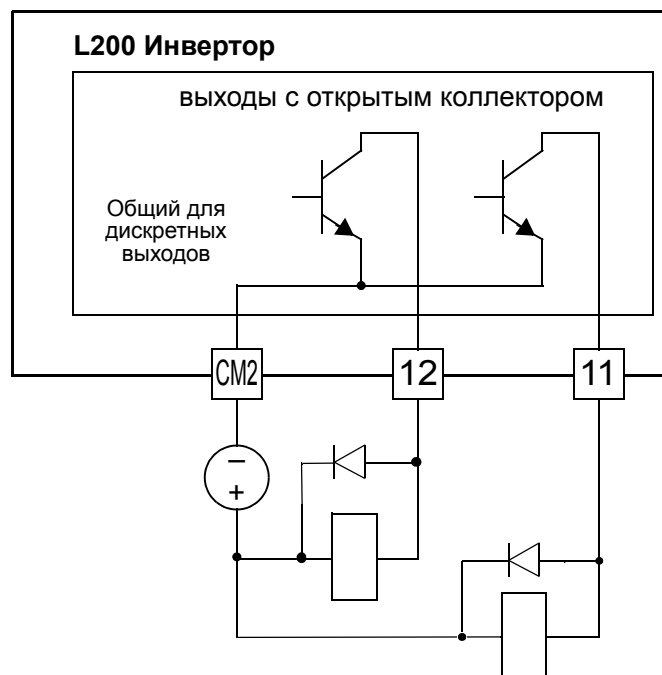 L200 Инвертор
выходы с открытым коллектором
Общий для
дискретных
выходов
CM2
12
11
−
+